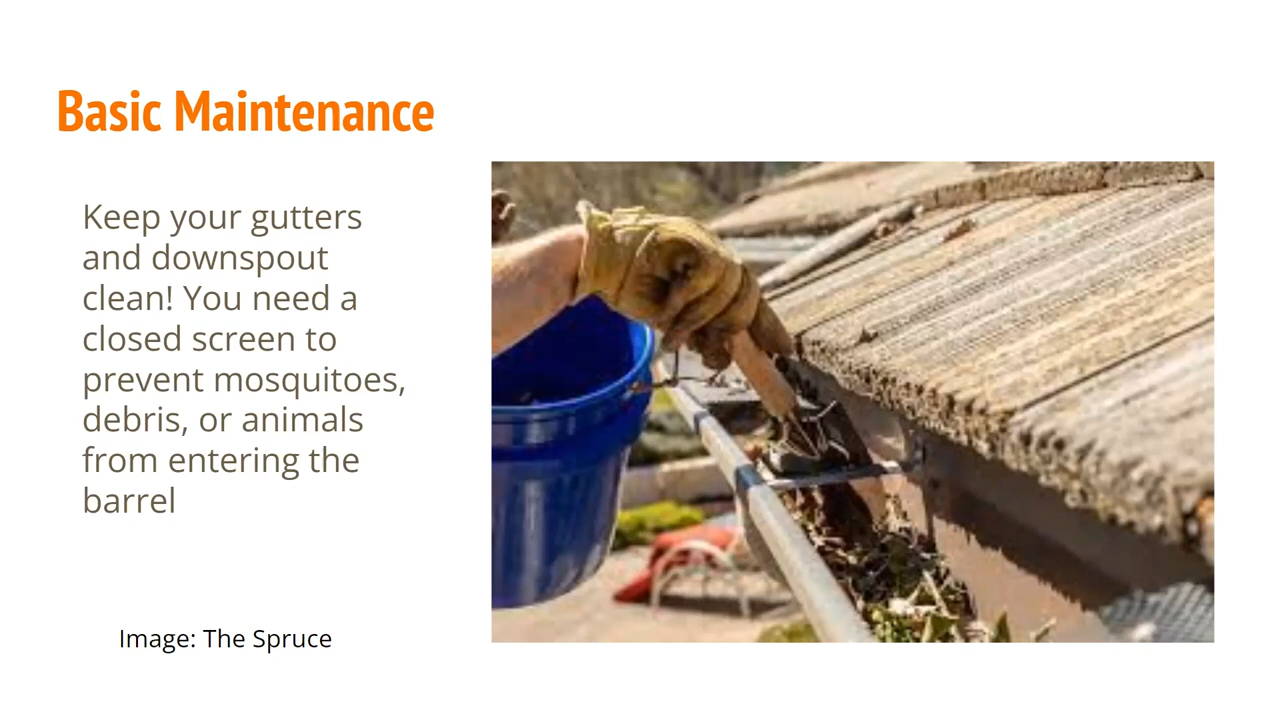 Basic Maintenance
Keep your gutters
and downspout
clean! You need a
closed screen to
prevent mosquitoes,
debris, or animals
from entering the
barrel
Image: The Spruce